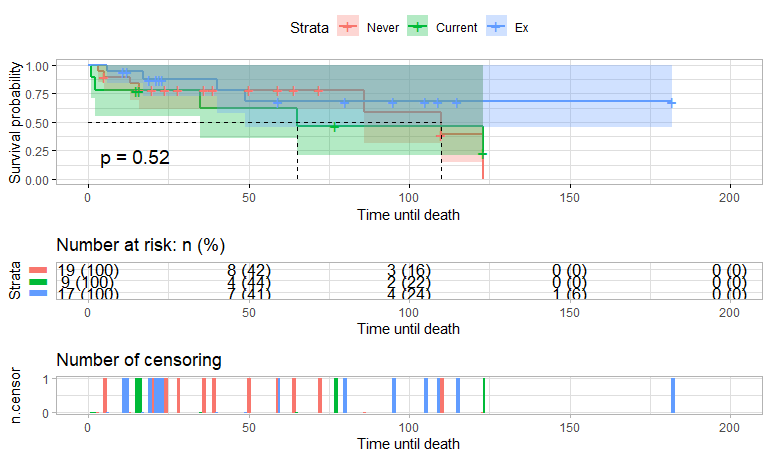 Strata Never Current Ex
Survival probability
1.00
0.75
0.50
0.25
0.00
p = 0.52
0 50 100 150 200
Time until death
Number at risk: n (%)
Strata
19 (100) 8 (42) 3 (16) 0 (0) 0 (0)
9 (100) 4 (44) 2 (22) 0 (0) 0 (0)
17 (100) 7 (41) 4 (24) 1 (6) 0 (0)
0 50 100 150 200
Time until death
Number of censoring
n.censor
1
0
0 50 100 150 200
Time until death